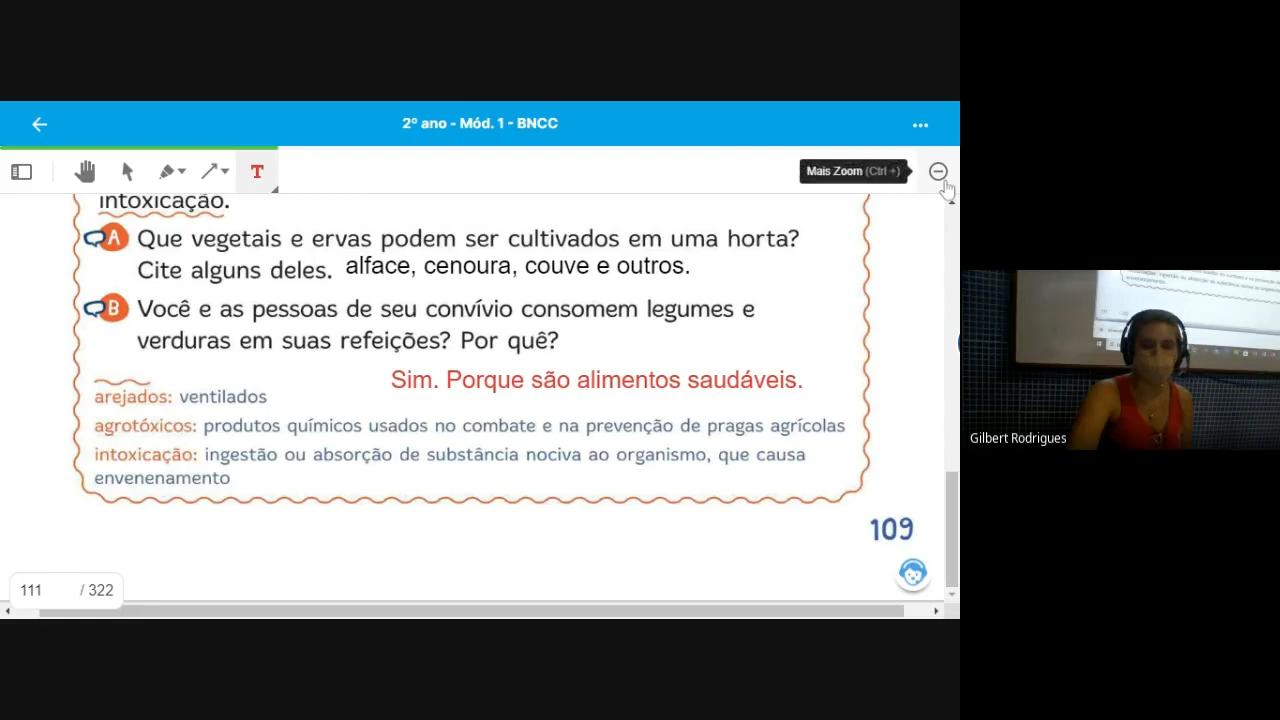 2º ano - Mód. 1 - BNCC
T
Mais Zoom (Ctrl +)
intoxicação.
A Que vegetais e ervas podem ser cultivados em uma horta?
Cite alguns deles. alface, cenoura, couve e outros.
B Você e as pessoas de seu convívio consomem legumes e
verduras em suas refeições? Por quê?
Sim. Porque são alimentos saudáveis.
arejados: ventilados
agrotóxicos: produtos químicos usados no combate e na prevenção de pragas agrícolas
intoxicação: ingestão ou absorção de substância nociva ao organismo, que causa
envenenamento
109
111 / 322
Gilbert Rodrigues